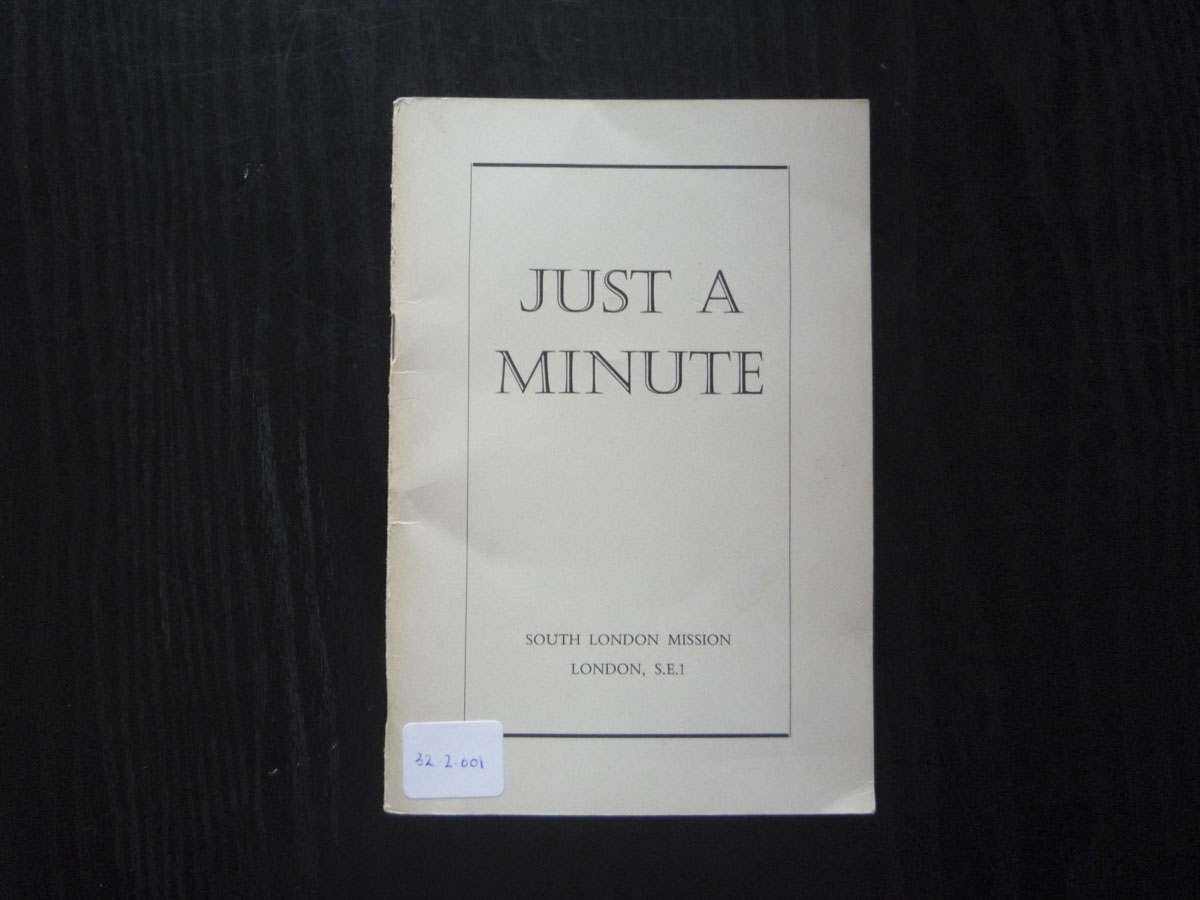 JUST A
MINUTE
SOUTH LONDON MISSION
LONDON, S.E.1
32-2-001